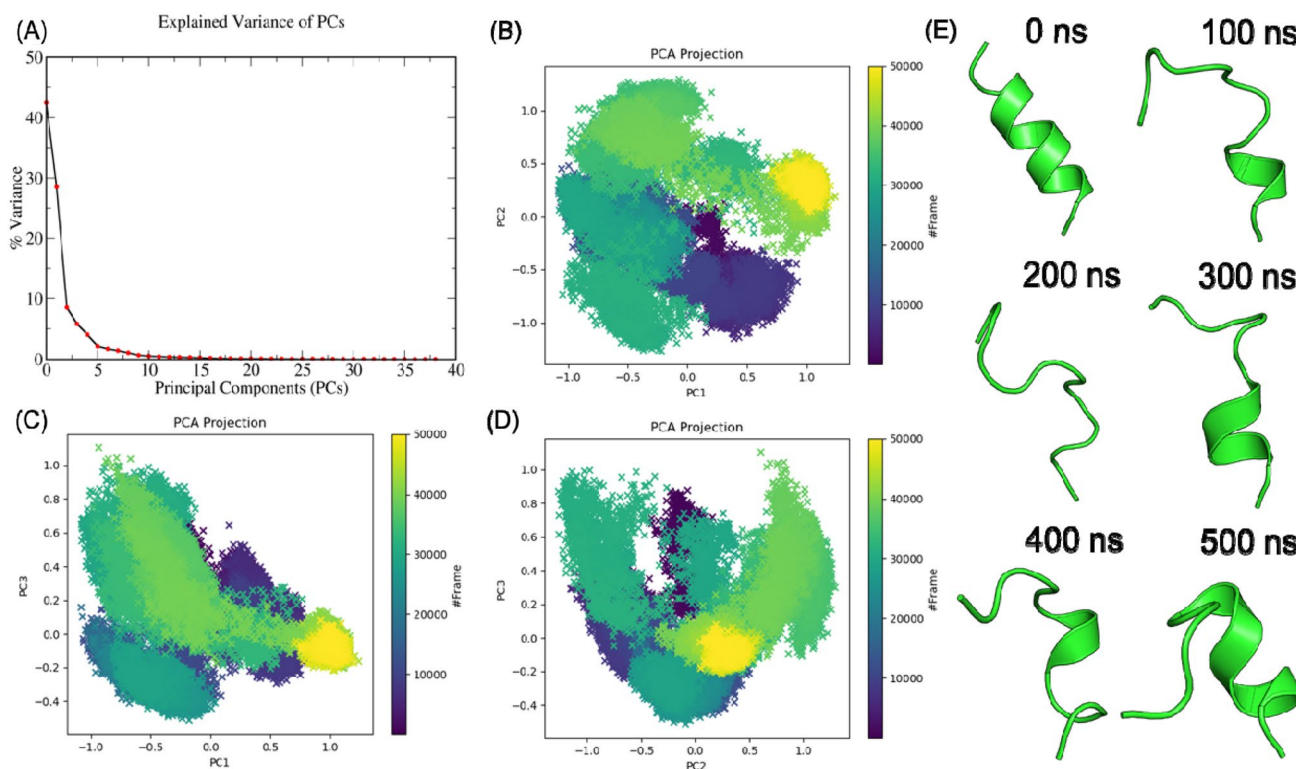 (A)
Explained Variance of PCs
% Variance
50
40
30
20
10
0
0 5 10 15 20 25 30 35 40
Principal Components (PCs)
(B)
PCA Projection
PC2
1.0
0.5
0.0
−0.5
−1.0
−1.0 −0.5 0.0 0.5 1.0
PC1
50000
40000
30000
20000
10000
#Frame
(C)
PCA Projection
PC3
1.0
0.8
0.6
0.4
0.2
0.0
−0.2
−0.4
−1.0 −0.5 0.0 0.5 1.0
PC1
50000
40000
30000
20000
10000
#Frame
(D)
PCA Projection
PC3
1.0
0.8
0.6
0.4
0.2
0.0
−0.2
−0.4
−1.0 −0.5 0.0 0.5 1.0
PC2
50000
40000
30000
20000
10000
#Frame
(E)
0 ns
100 ns
200 ns
300 ns
400 ns
500 ns